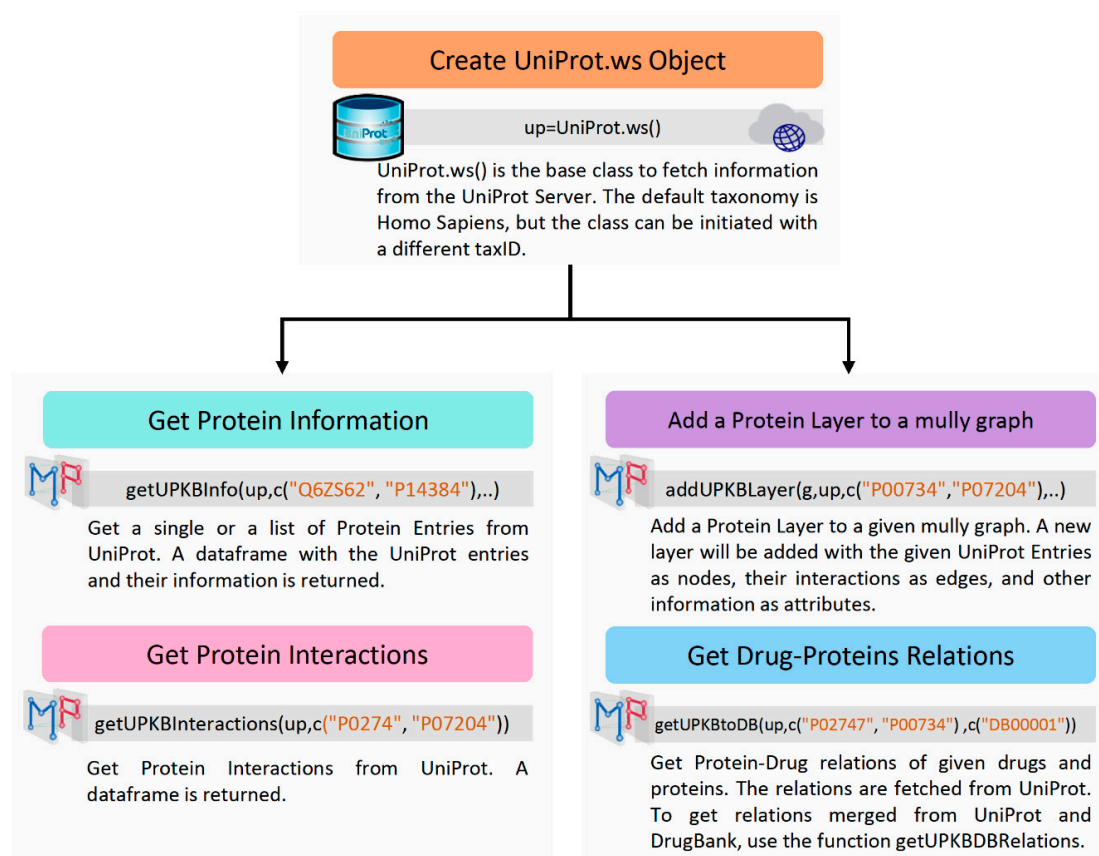 Create UniProt.ws Object
UniProt
up=UniProt.ws()
UniProt.ws() is the base class to fetch information
from the UniProt Server. The default taxonomy is
Homo Sapiens, but the class can be initiated with
a different taxID.
Get Protein Information
MP
getUPKBInfo(up,c("Q6ZS62", "P14384"),..)
Get a single or a list of Protein Entries from
UniProt. A dataframe with the UniProt entries
and their information is returned.
Get Protein Interactions
MP
getUPKBInteractions(up,c("P0274", "P07204"))
Get Protein Interactions from UniProt. A
dataframe is returned.
Add a Protein Layer to a mully graph
MP
addUPKBLayer(g,up,c("P00734","P07204"),..)
Add a Protein Layer to a given mully graph. A new
layer will be added with the given UniProt Entries
as nodes, their interactions as edges, and other
information as attributes.
Get Drug-Proteins Relations
MP
getUPKBtoDB(up,c("P02747", "P00734") ,c("DB00001"))
Get Protein-Drug relations of given drugs and
proteins. The relations are fetched from UniProt.
To get relations merged from UniProt and
DrugBank, use the function getUPKBDBRelations.